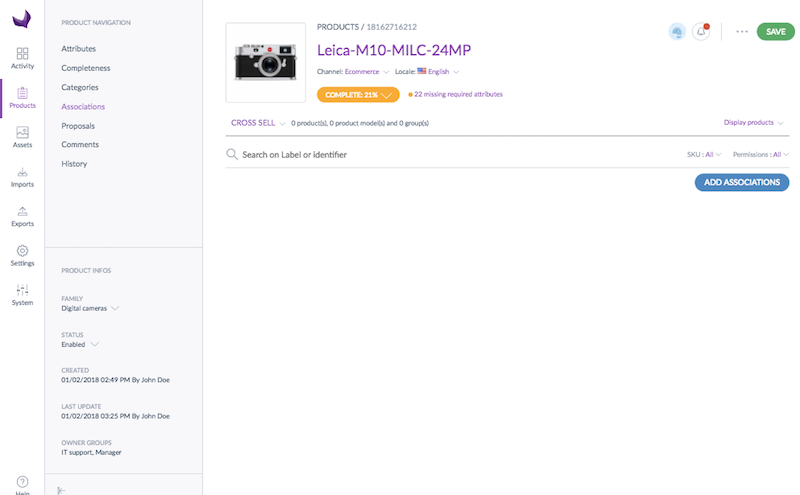 Activity
Products
Assets
Imports
Exports
Settings
System
Help
PRODUCT NAVIGATION
Attributes
Completeness
Categories
Associations
Proposals
Comments
History
PRODUCT INFOS
FAMILY
Digital cameras
STATUS
Enabled
CREATED
01/02/2018 02:49 PM By John Doe
LAST UPDATE
01/02/2018 03:25 PM By John Doe
OWNER GROUPS
IT support, Manager
PRODUCTS / 18162716212
SAVE
Leica-M10-MILC-24MP
Channel: Ecommerce Locale: English
COMPLETE: 21% 22 missing required attributes
CROSS SELL 0 product(s), 0 product model(s) and 0 group(s) Display products
Search on Label or identifier SKU : All Permissions : All
ADD ASSOCIATIONS